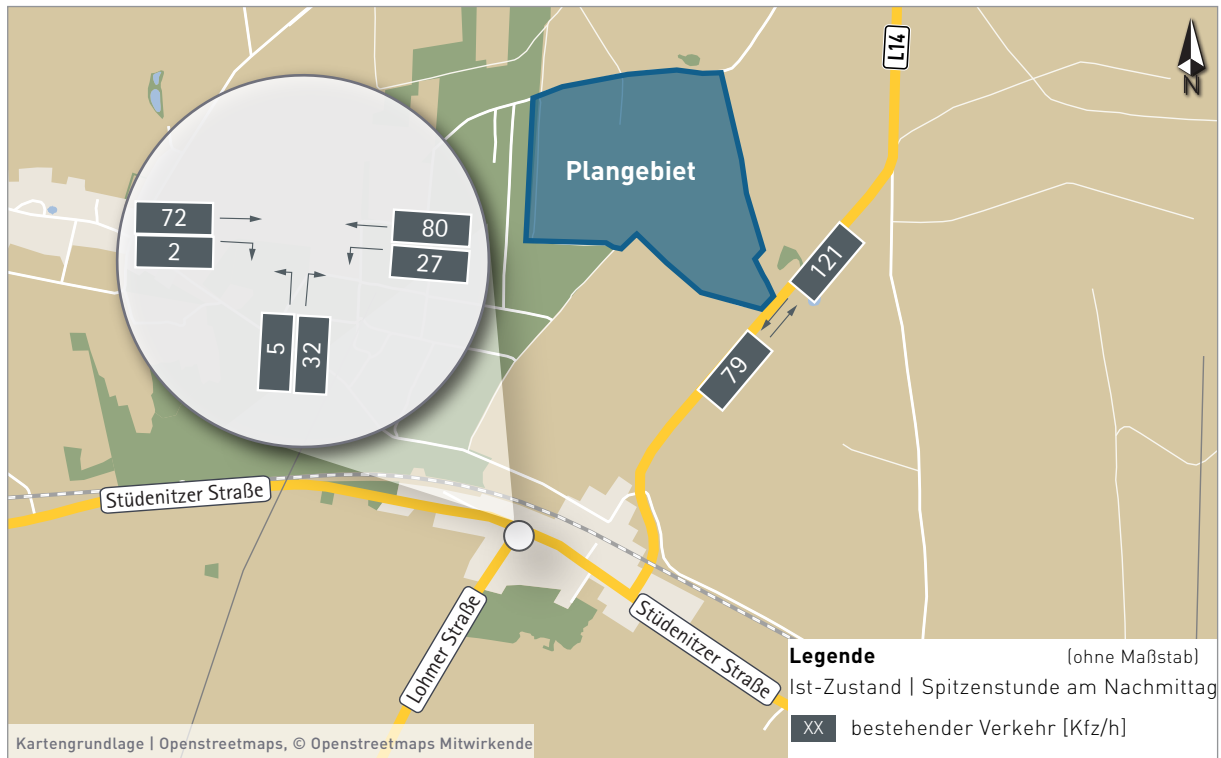 L14
N
Plangebiet
72
2
80
27
5
32
121
79
Stüdenitzer Straße
Lohmer Straße
Stüdenitzer Straße
Legende
(ohne Maßstab)
Ist-Zustand | Spitzenstunde am Nachmittag
XX bestehender Verkehr [Kfz/h]
Kartengrundlage | Openstreetmaps, © Openstreetmaps Mitwirkende